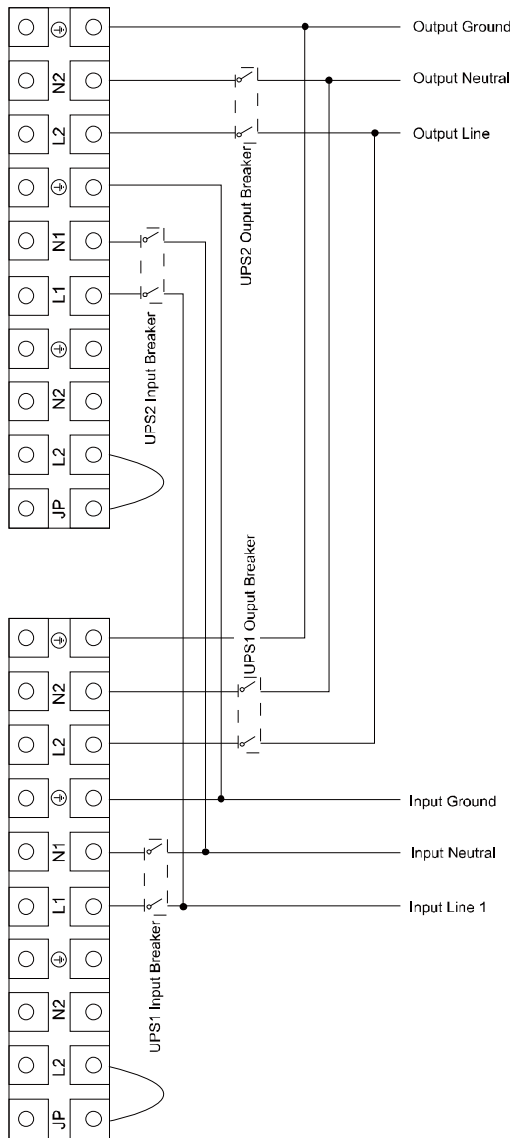 Output Ground
N2
Output Neutral
L2
Output Line
UPS2 Ouput Breaker
N1
L1
UPS2 Input Breaker
N2
L2
JP
UPS1 Ouput Breaker
N2
L2
Input Ground
N1
Input Neutral
L1
Input Line 1
UPS1 Input Breaker
N2
L2
JP